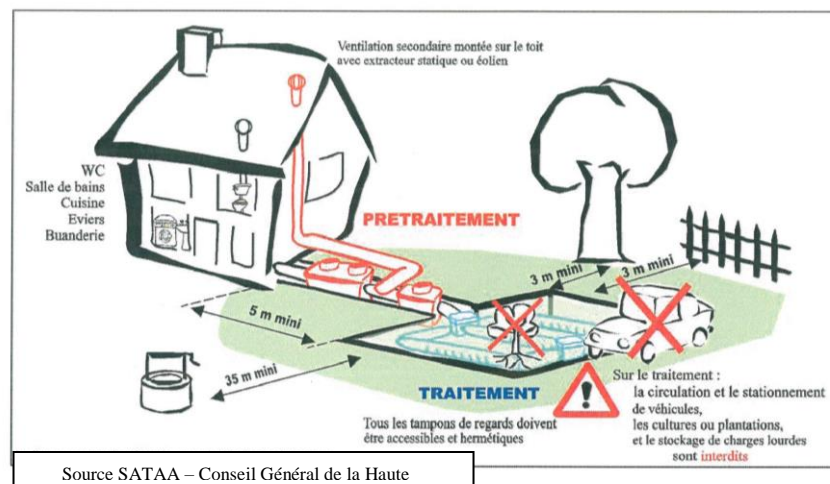 Ventilation secondaire montée sur le toit
avec extracteur statique ou éolien
WC
Salle de bains
Cuisine
Eviers
Buanderie
PRETRAITEMENT
3 m mini
3 m mini
5 m mini
35 m mini
TRAITEMENT
Tous les tampons de regards doivent
être accessibles et hermétiques
Sur le traitement :
la circulation et le stationnement
de véhicules,
les cultures ou plantations,
et le stockage de charges lourdes
sont interdits
Source SATAA – Conseil Général de la Haute